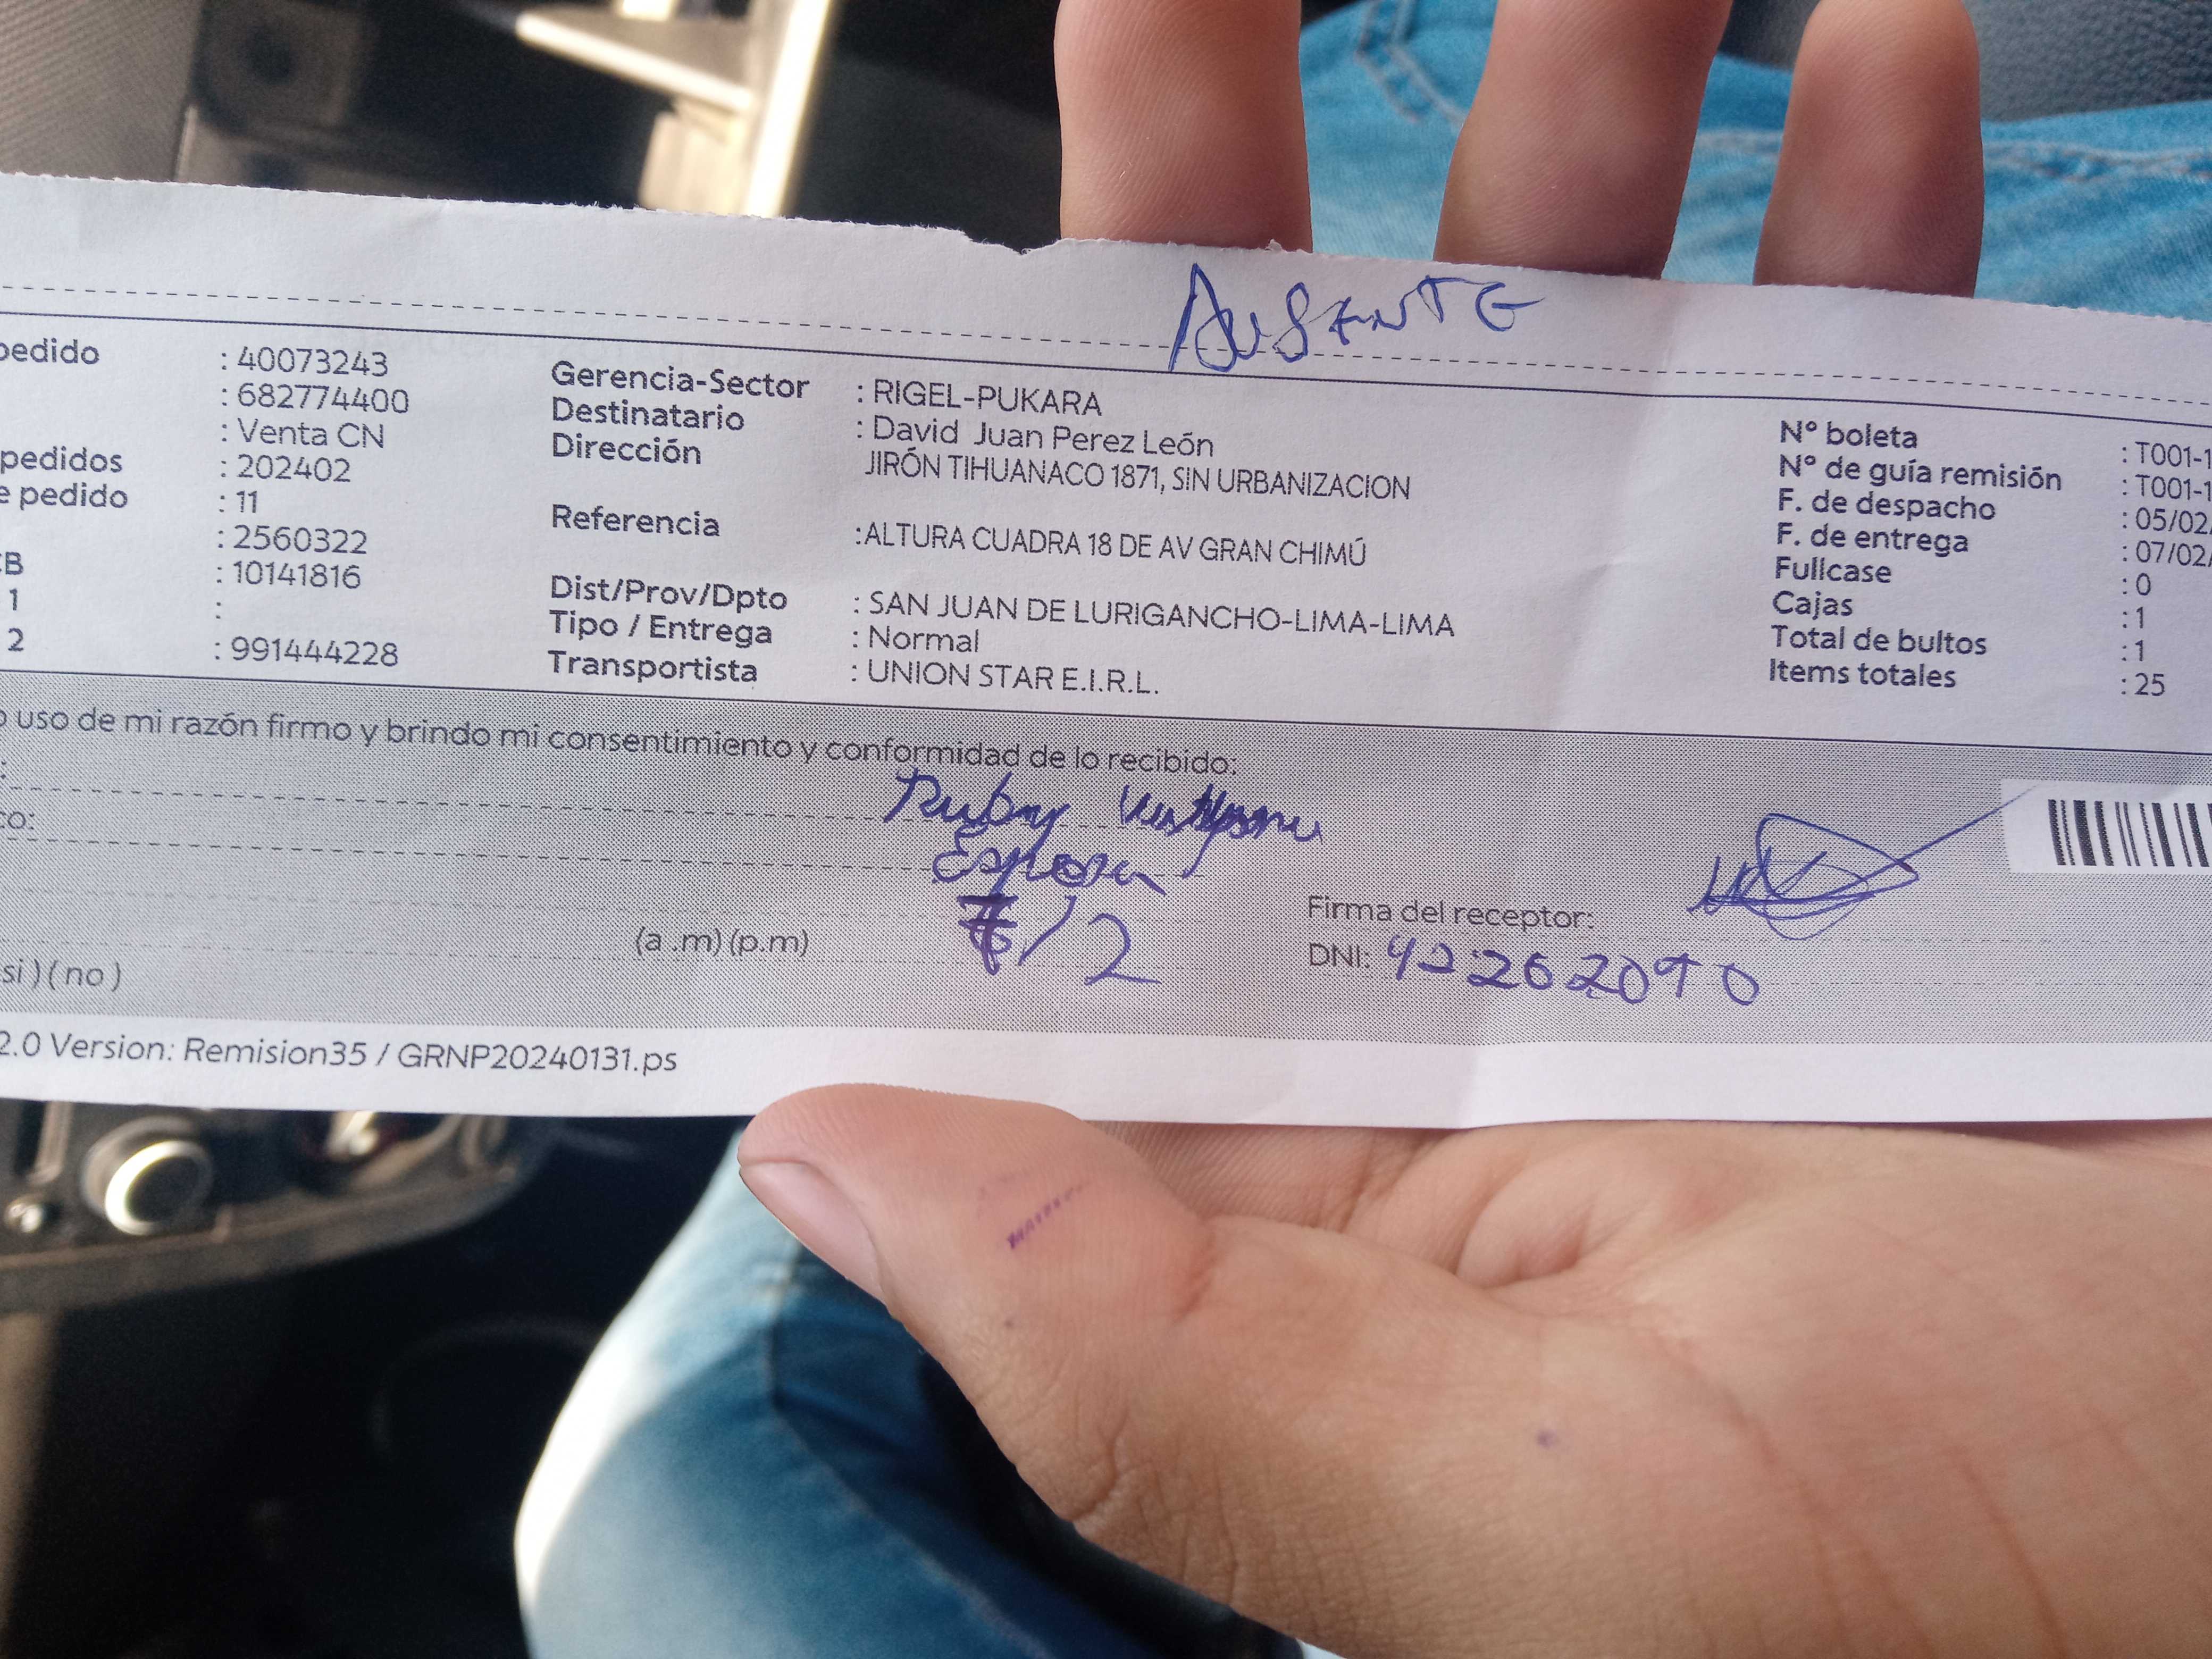 AUSENTE
pedido : 40073243
: 682774400
: Venta CN
pedidos : 202402
e pedido : 11
: 2560322
CB : 10141816
1 :
2 : 991444228
Gerencia-Sector : RIGEL-PUKARA
Destinatario : David Juan Perez León
Dirección JIRÓN TIHUANACO 1871, SIN URBANIZACION
Referencia :ALTURA CUADRA 18 DE AV GRAN CHIMÚ
Dist/Prov/Dpto : SAN JUAN DE LURIGANCHO-LIMA-LIMA
Tipo / Entrega : Normal
Transportista : UNION STAR E.I.R.L.
N° boleta : T001-1
N° de guía remisión : T001-1
F. de despacho : 05/02/
F. de entrega : 07/02/
Fullcase : 0
Cajas : 1
Total de bultos : 1
Items totales : 25
o uso de mi razón firmo y brindo mi consentimiento y conformidad de lo recibido:
:
co:
Esposa
/2
(a .m) (p.m)
Firma del receptor:
DNI: 42262090
si ) ( no )
2.0 Version: Remision35 / GRNP20240131.ps